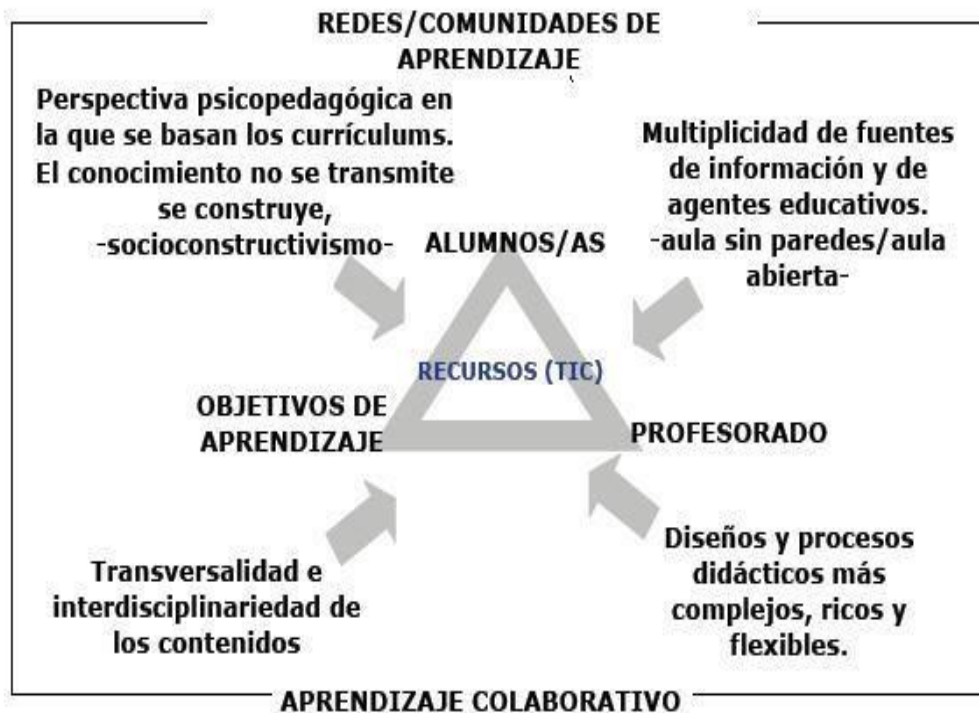 REDES/COMUNIDADES DE
APRENDIZAJE
Perspectiva psicopedagógica en
la que se basan los currículums.
El conocimiento no se transmite
se construye,
-socioconstructivismo-
Multiplicidad de fuentes
de información y de
agentes educativos.
-aula sin paredes/aula
abierta-
ALUMNOS/AS
RECURSOS (TIC)
OBJETIVOS DE
APRENDIZAJE
PROFESORADO
Transversalidad e
interdisciplinariedad de
los contenidos
Diseños y procesos
didácticos más
complejos, ricos y
flexibles.
APRENDIZAJE COLABORATIVO